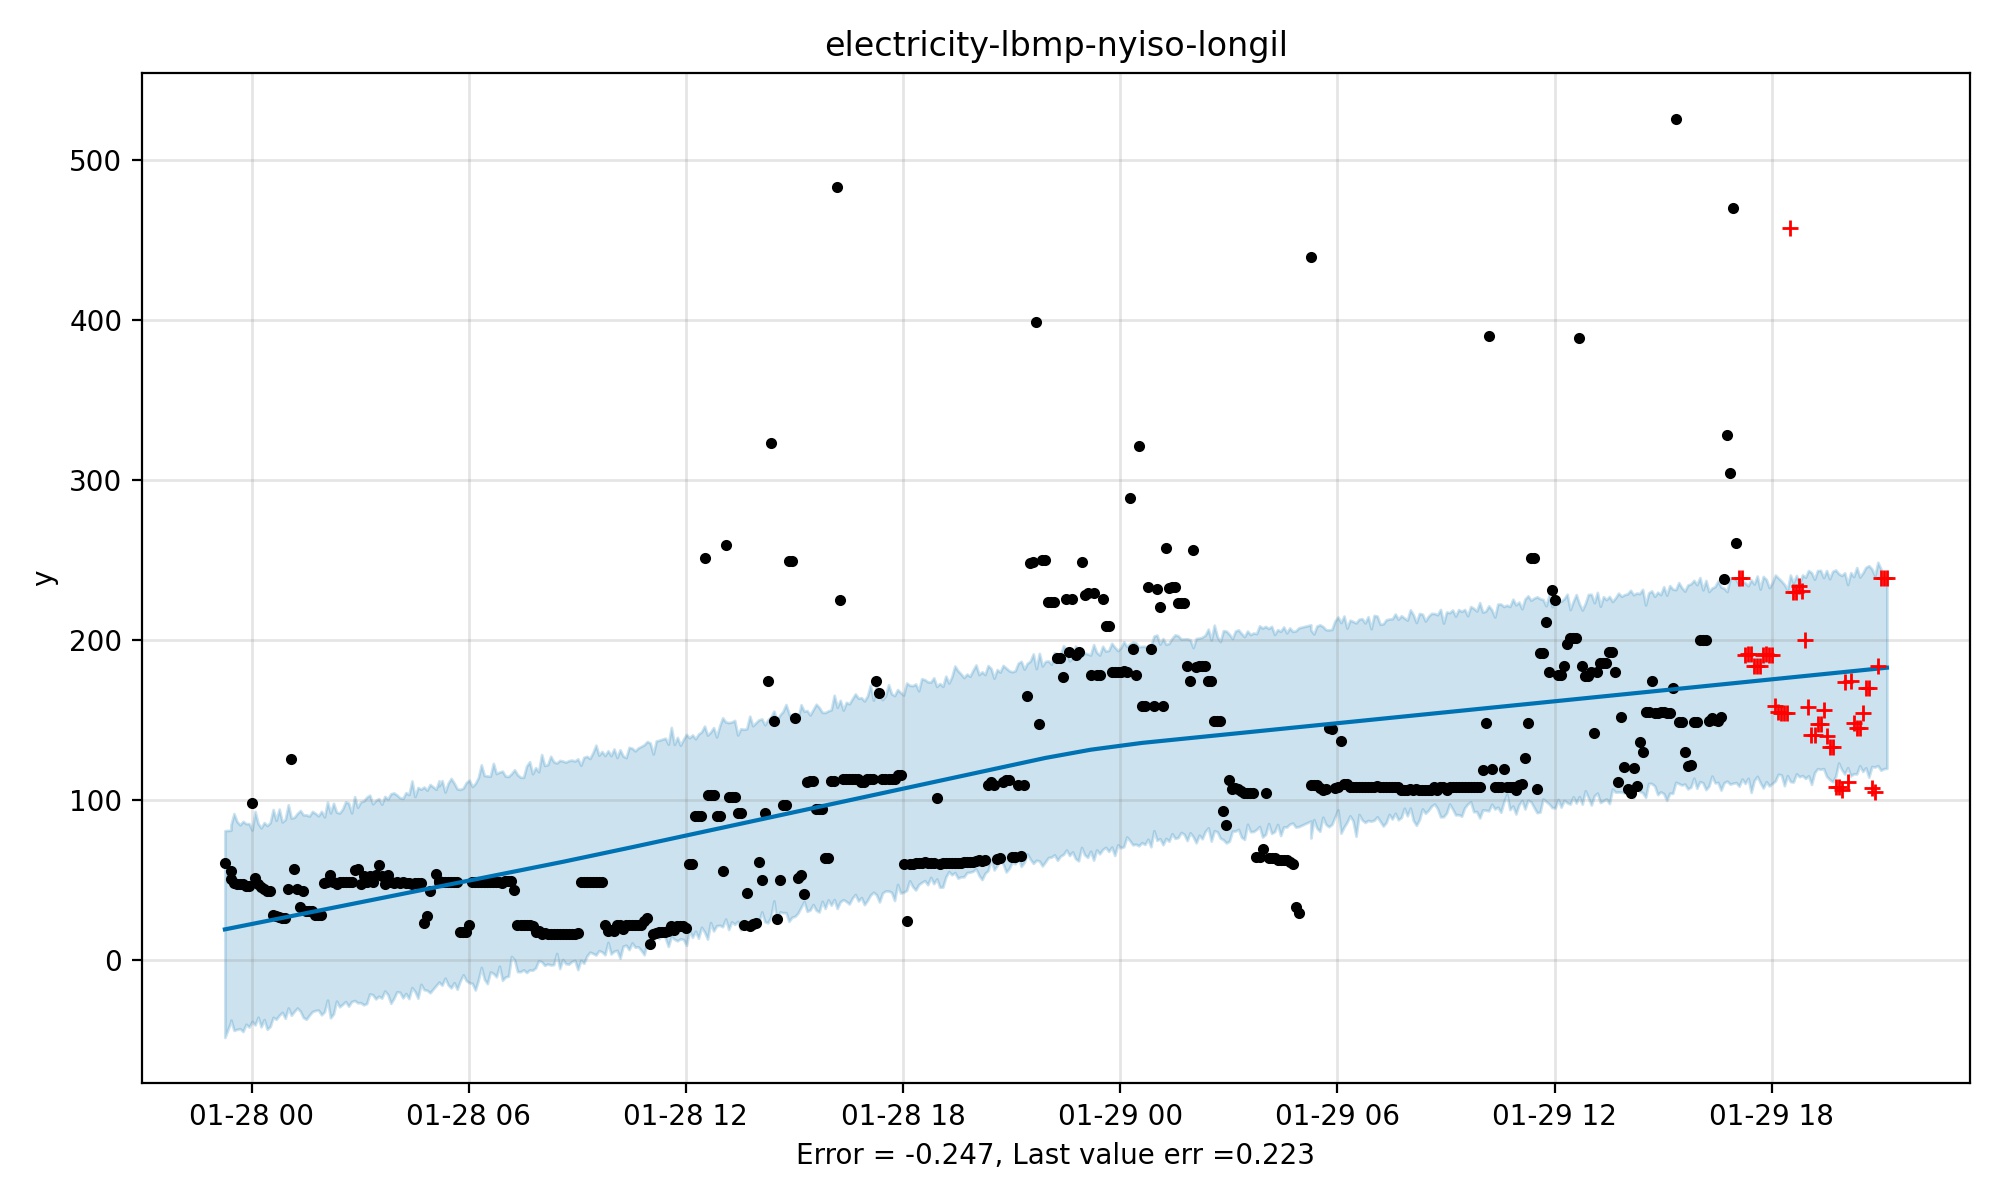 electricity-lbmp-nyiso-longil
500
400
300
200
100
0
y
01-28 00 01-28 06 01-28 12 01-28 18 01-29 00 01-29 06 01-29 12 01-29 18
Error = -0.247, Last value err =0.223